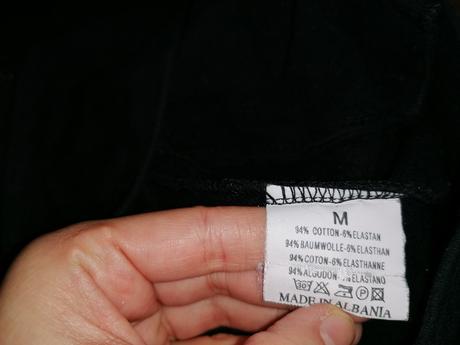 M
94% COTTON-6% ELASTAN
94% BAUMWOLLE-6% ELASTHAN
94% COTON-6% ELASTHANNE
94% ALGODON-6% ELASTANO
30 P
MADE IN ALBANIA